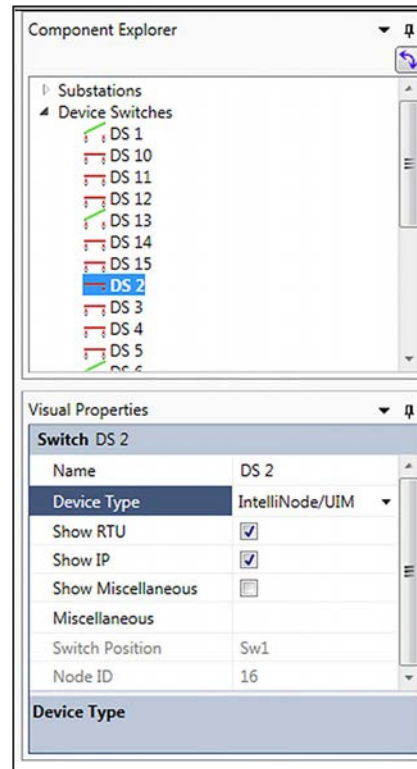 Component Explorer
Substations
Device Switches
DS 1
DS 10
DS 11
DS 12
DS 13
DS 14
DS 15
DS 2
DS 3
DS 4
DS 5
DS 6
Visual Properties
Switch DS 2
Name DS 2
Device Type IntelliNode/UIM
Show RTU
Show IP
Show Miscellaneous
Miscellaneous
Switch Position Sw1
Node ID 16
Device Type